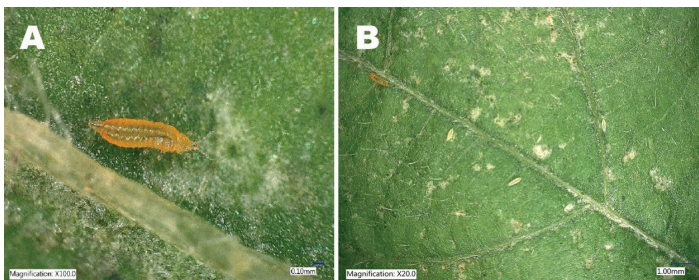 A
Magnification: X100.0
0.10mm
B
Magnification: X20.0
1.00mm